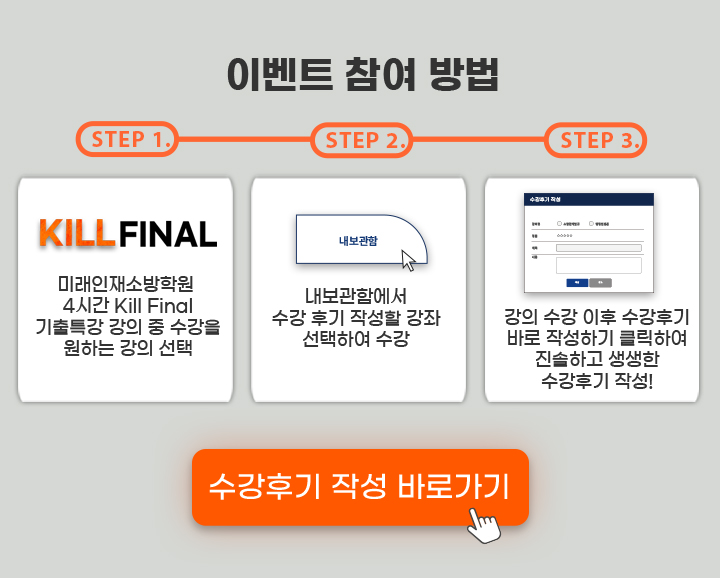 이벤트 참여 방법
STEP 1.
STEP 2.
STEP 3.
KILL FINAL
미래인재소방학원
4시간 Kill Final
기출특강 강의 중 수강을
원하는 강의 선택
내보관함
내보관함에서
수강 후기 작성할 강좌
선택하여 수강
수강후기 작성
강의 수강 이후 수강후기
바로 작성하기 클릭하여
진솔하고 생생한
수강후기 작성!
수강후기 작성 바로가기